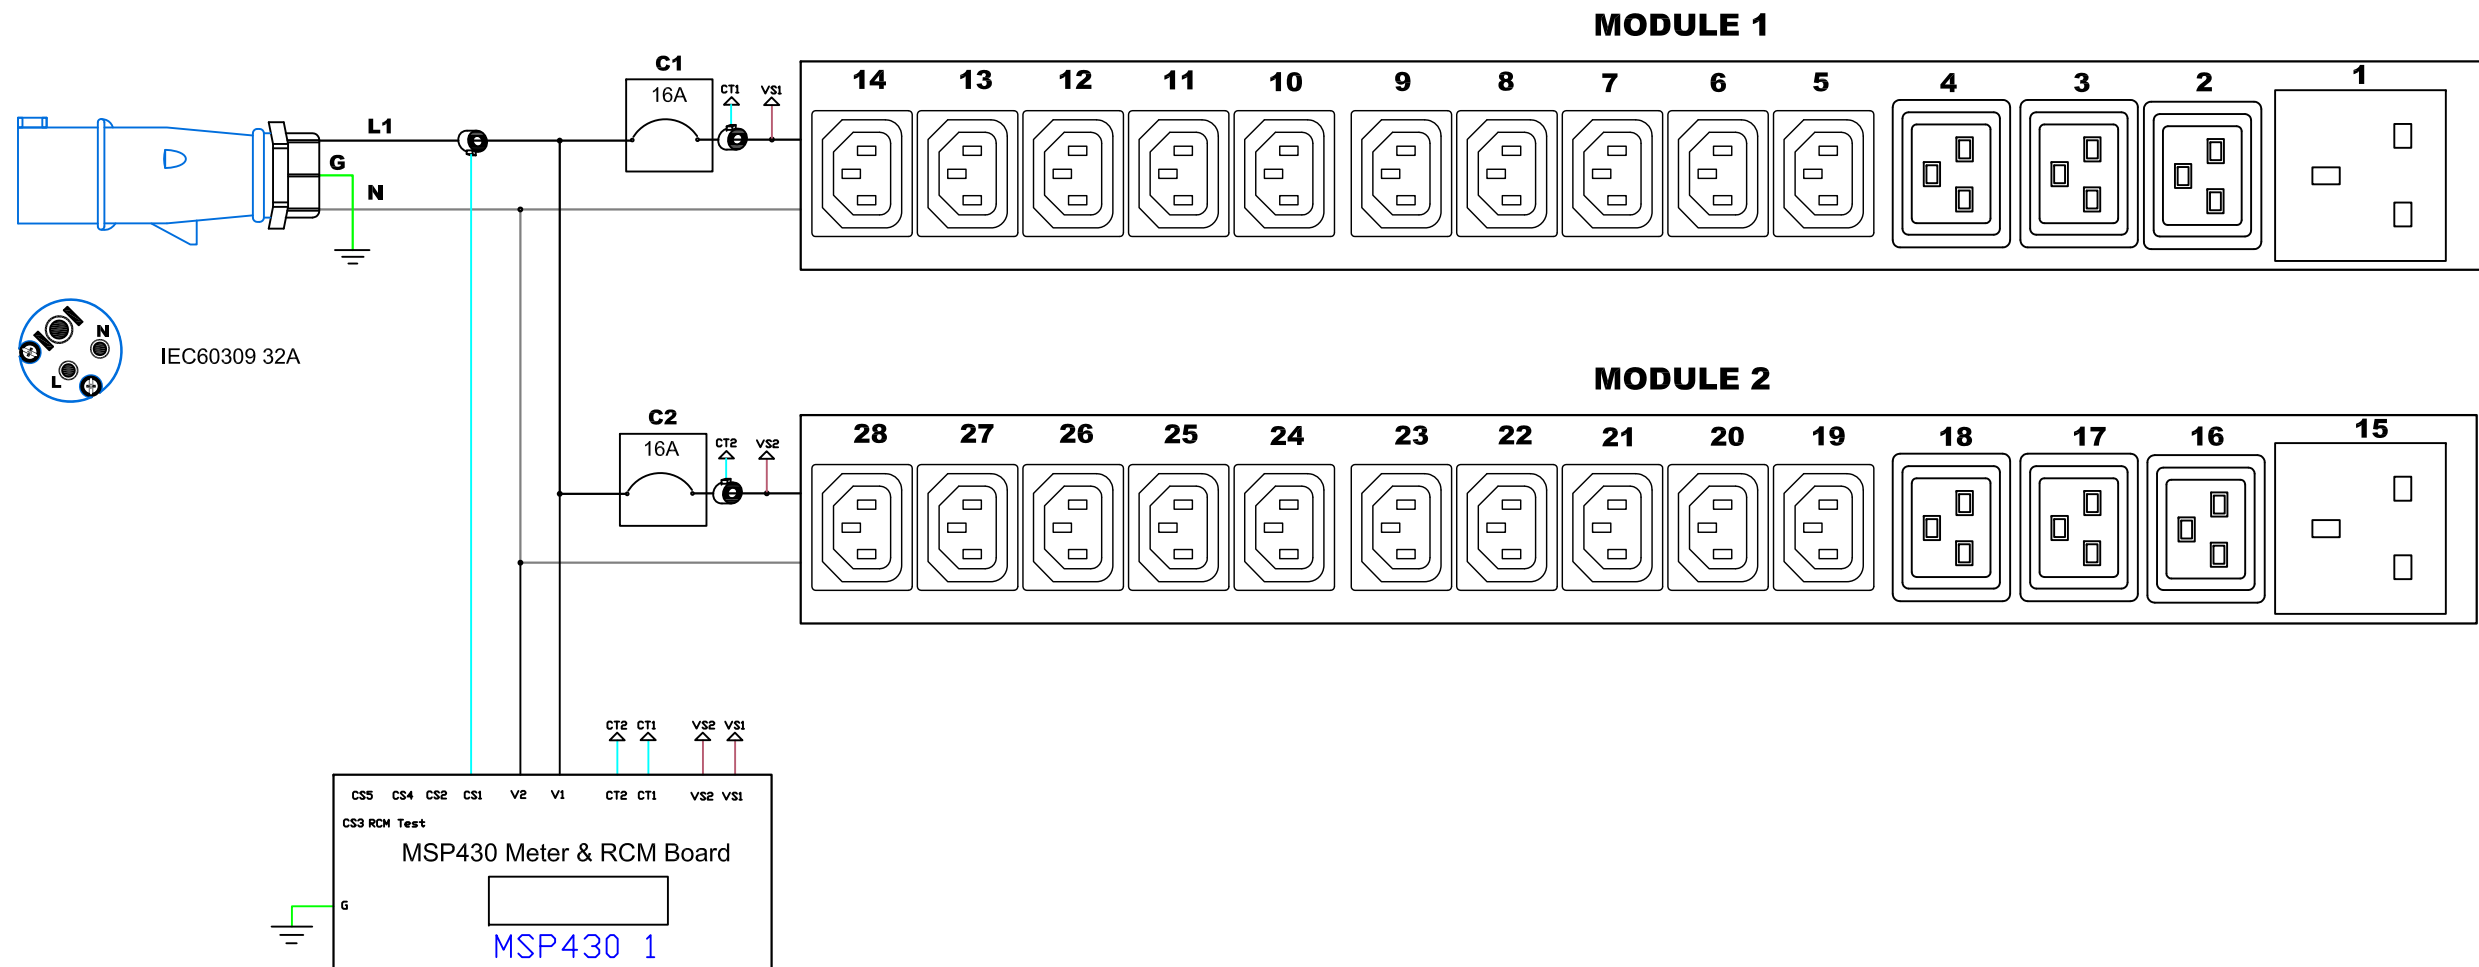 MODULE 1
C1
16A
CT1
VS1
14 13 12 11 10 9 8 7 6 5 4 3 2 1
L1
G
N
N
L
IEC60309 32A
MODULE 2
C2
16A
CT2
VS2
28 27 26 25 24 23 22 21 20 19 18 17 16 15
CT2 CT1 VS2 VS1
CS5 CS4 CS2 CS1 V2 V1 CT2 CT1 VS2 VS1
CS3 RCM Test
MSP430 Meter & RCM Board
G
MSP430 1